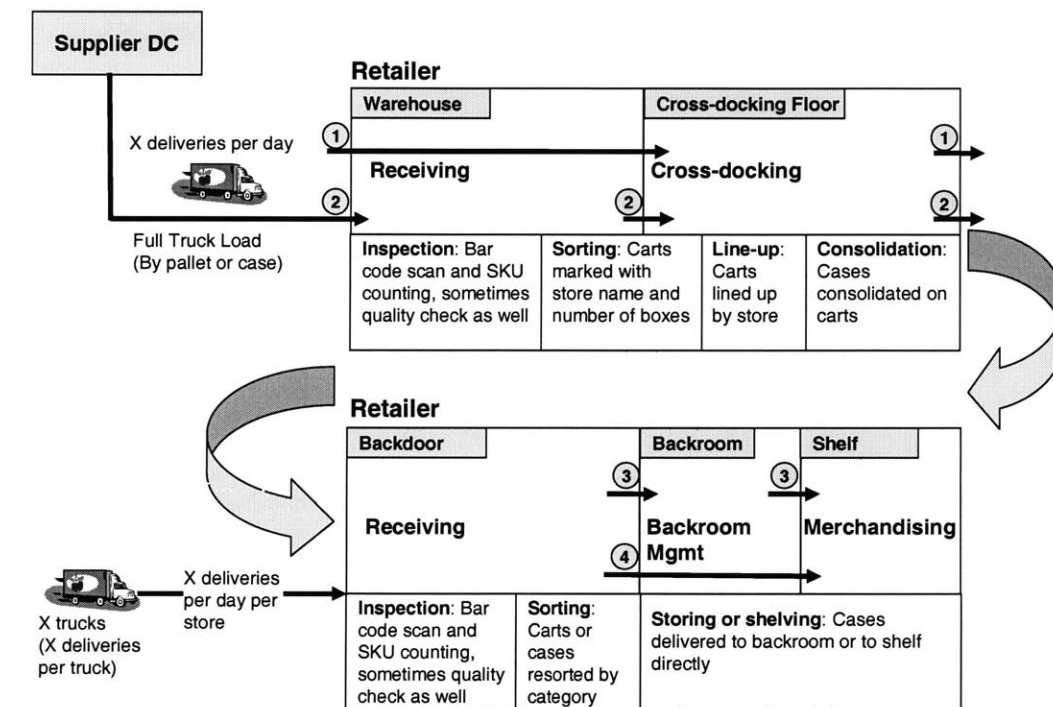 Supplier DC
Retailer
Warehouse
Cross-docking Floor
X deliveries per day
1
1
Receiving
Cross-docking
2
2
2
Full Truck Load
(By pallet or case)
Inspection: Bar
code scan and SKU
counting, sometimes
quality check as well
Sorting: Carts
marked with
store name and
number of boxes
Line-up:
Carts
lined up
by store
Consolidation:
Cases
consolidated on
carts
Retailer
Backdoor
Backroom
Shelf
3
3
Receiving
Backroom
Mgmt
Merchandising
4
X deliveries
per day per
store
X trucks
(X deliveries
per truck)
Inspection: Bar
code scan and
SKU counting,
sometimes quality
check as well
Sorting:
Carts or
cases
resorted by
category
Storing or shelving: Cases
delivered to backroom or to shelf
directly